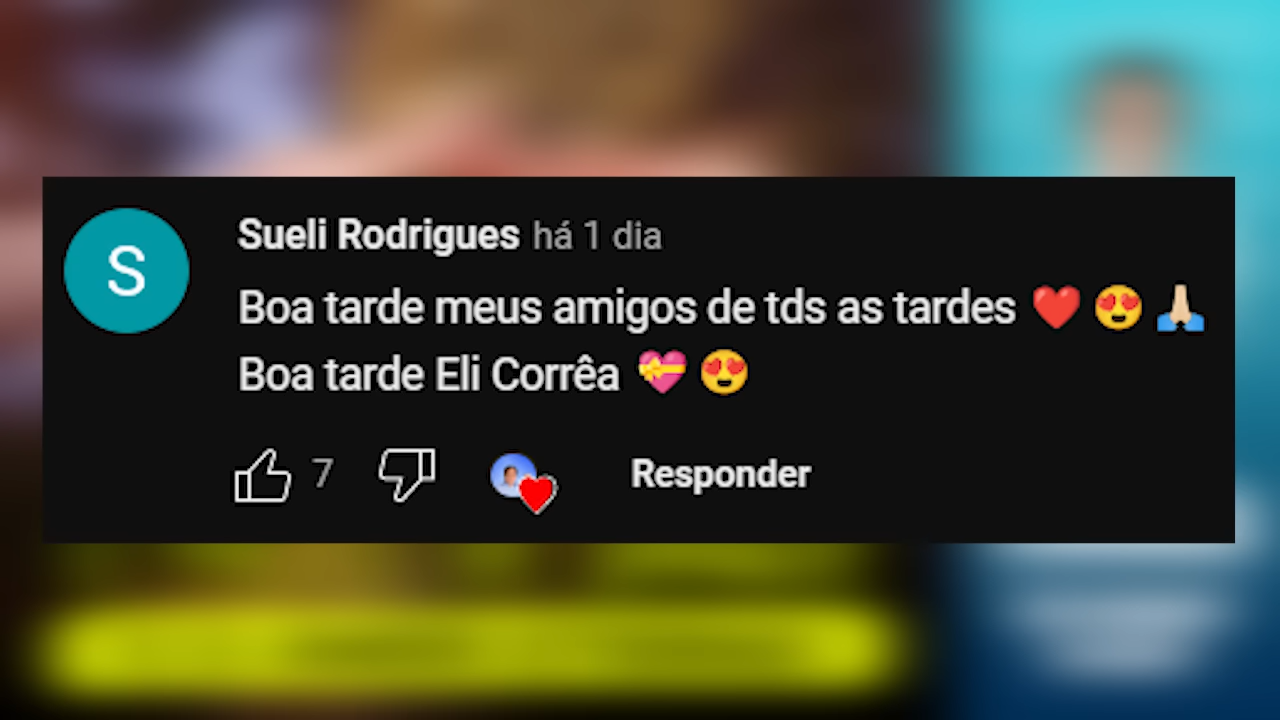 S
Sueli Rodrigues há 1 dia
Boa tarde meus amigos de tds as tardes ❤️ 😍 🙏🏼
Boa tarde Eli Corrêa 💝 😍
7 Responder